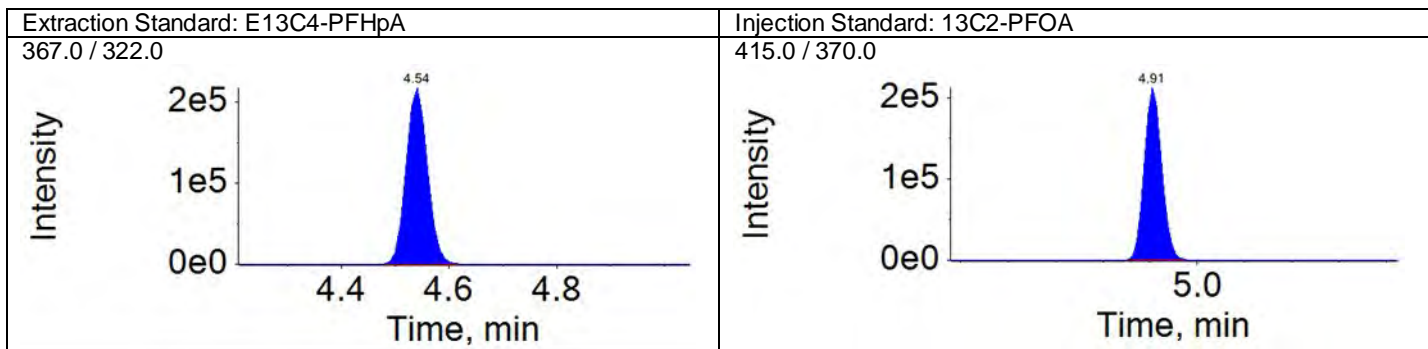 Extraction Standard: E13C4-PFHpA
367.0 / 322.0
4.54
2e5
1e5
0e0
Intensity
4.4 4.6 4.8
Time, min
Injection Standard: 13C2-PFOA
415.0 / 370.0
4.91
2e5
1e5
0e0
Intensity
5.0
Time, min